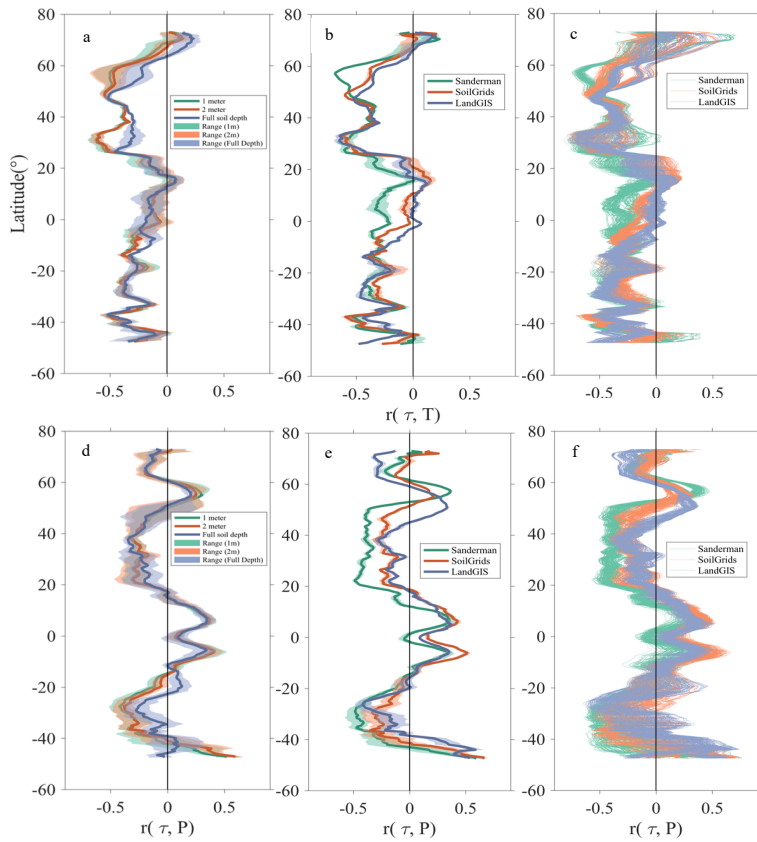 80
60
40
20
0
-20
-40
-60
Latitude(°)
a
1 meter
2 meter
Full soil depth
Range (1m)
Range (2m)
Range (Full Depth)
-0.5
0
0.5
80
60
40
20
0
-20
-40
-60
b
Sanderman
SoilGrids
LandGIS
-0.5
0
0.5
r( τ, T)
80
60
40
20
0
-20
-40
-60
c
Sanderman
SoilGrids
LandGIS
-0.5
0
0.5
80
60
40
20
0
-20
-40
-60
d
1 meter
2 meter
Full soil depth
Range (1m)
Range (2m)
Range (Full Depth)
-0.5
0
0.5
r( τ, P)
80
60
40
20
0
-20
-40
-60
e
Sanderman
SoilGrids
LandGIS
-0.5
0
0.5
r( τ, P)
80
60
40
20
0
-20
-40
-60
f
Sanderman
SoilGrids
LandGIS
-0.5
0
0.5
r( τ, P)